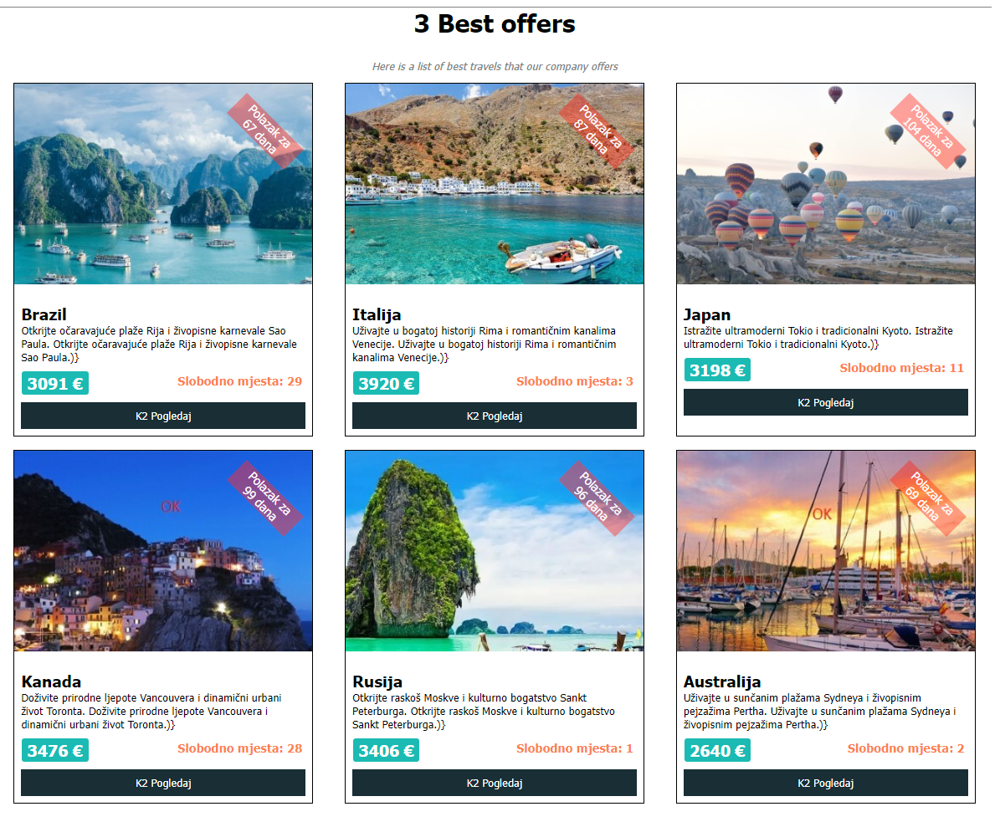 3 Best offers
Here is a list of best travels that our company offers
Polazak za
67 dana
Brazil
Otkrijte očaravajuće plaže Rija i živopisne karnevale Sao
Paula. Otkrijte očaravajuće plaže Rija i živopisne karnevale
Sao Paula.)}
3091 €
Slobodno mjesta: 29
K2 Pogledaj
Polazak za
87 dana
Italija
Uživajte u bogatoj historiji Rima i romantičnim kanalima
Venecije. Uživajte u bogatoj historiji Rima i romantičnim
kanalima Venecije.)}
3920 €
Slobodno mjesta: 3
K2 Pogledaj
Polazak za
104 dana
Japan
Istražite ultramoderni Tokio i tradicionalni Kyoto. Istražite
ultramoderni Tokio i tradicionalni Kyoto.)}
3198 €
Slobodno mjesta: 11
K2 Pogledaj
OK
Polazak za
99 dana
Kanada
Doživite prirodne ljepote Vancouvera i dinamični urbani
život Toronta. Doživite prirodne ljepote Vancouvera i
dinamični urbani život Toronta.)}
3476 €
Slobodno mjesta: 28
K2 Pogledaj
Polazak za
96 dana
Rusija
Otkrijte raskoš Moskve i kulturno bogatstvo Sankt
Peterburga. Otkrijte raskoš Moskve i kulturno bogatstvo
Sankt Peterburga.)}
3406 €
Slobodno mjesta: 1
K2 Pogledaj
OK
Polazak za
69 dana
Australija
Uživajte u sunčanim plažama Sydneya i živopisnim
pejzažima Pertha. Uživajte u sunčanim plažama Sydneya i
živopisnim pejzažima Pertha.)}
2640 €
Slobodno mjesta: 2
K2 Pogledaj